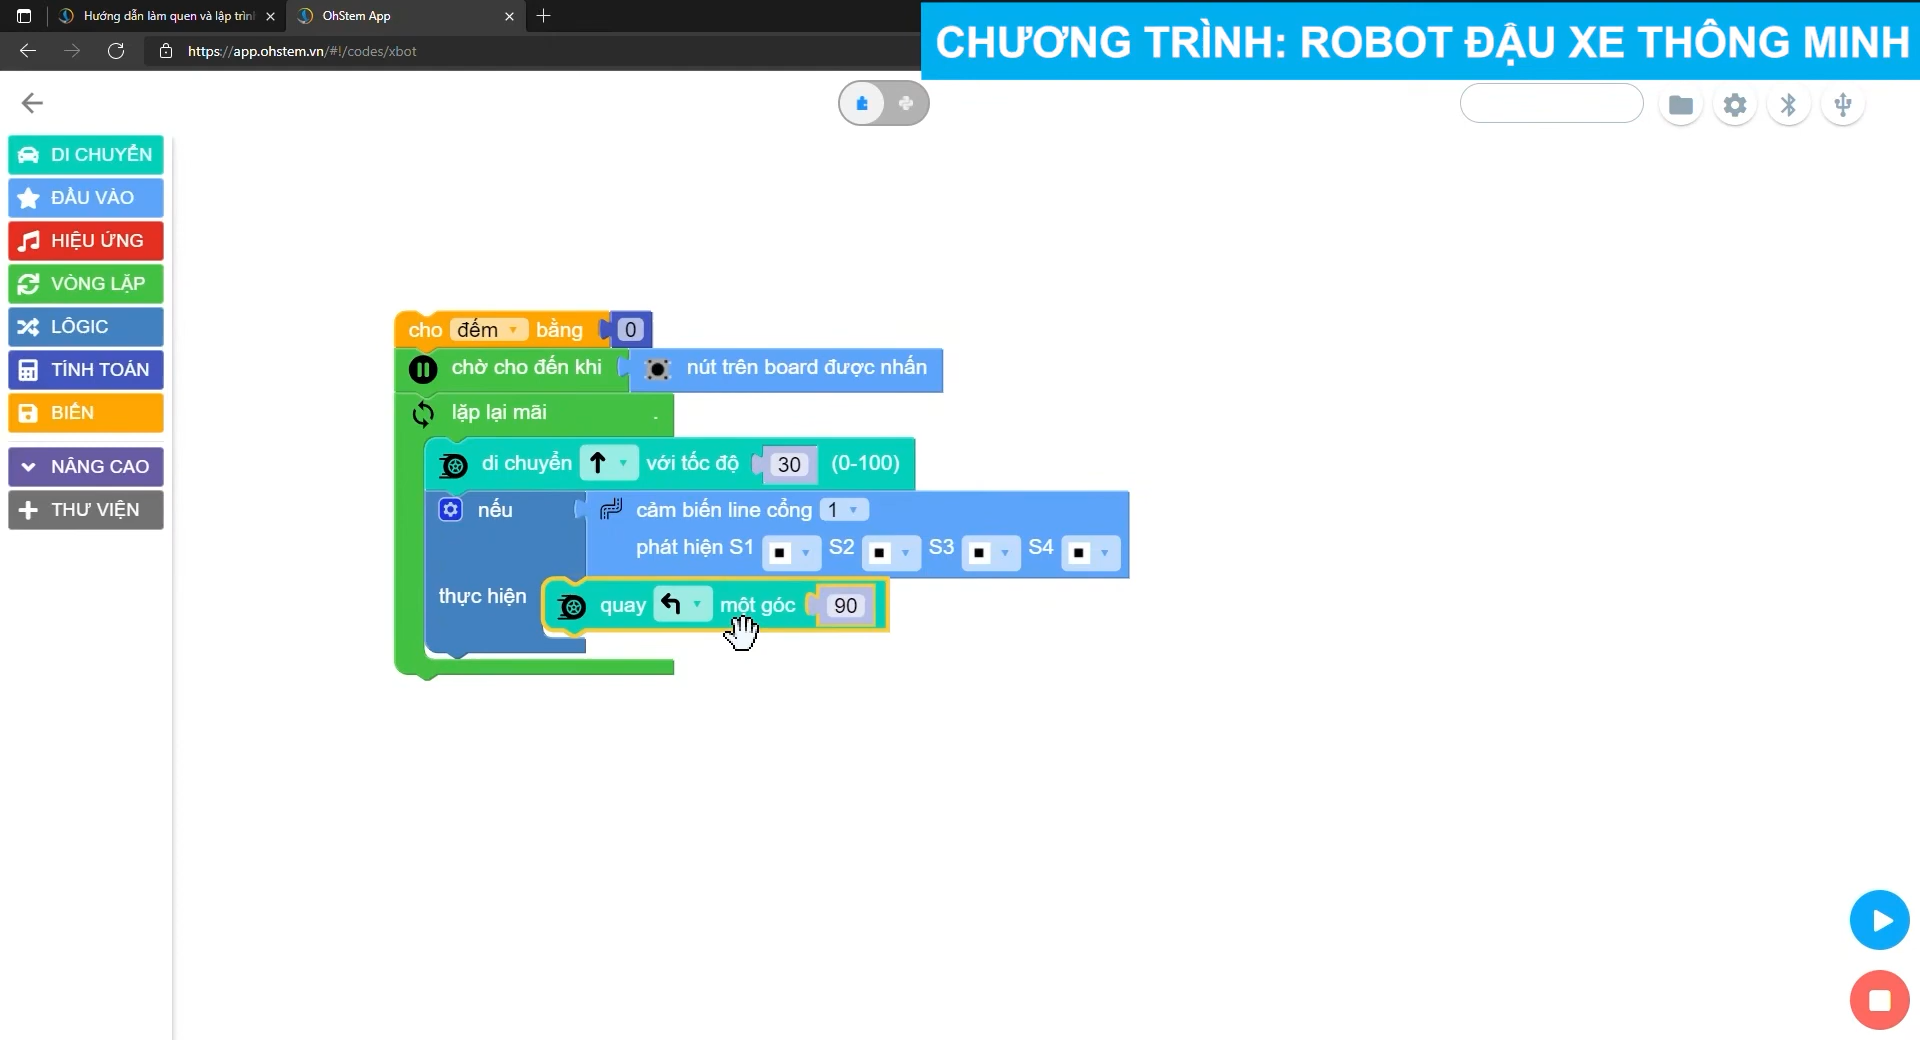 Hướng dẫn làm quen và lập trìn
OhStem App
https://app.ohstem.vn/#!/codes/xbot
CHƯƠNG TRÌNH: ROBOT ĐẬU XE THÔNG MINH
DI CHUYỂN
ĐẦU VÀO
HIỆU ỨNG
VÒNG LẶP
LÔGIC
TÍNH TOÁN
BIẾN
NÂNG CAO
THƯ VIỆN
cho đếm bằng 0
chờ cho đến khi nút trên board được nhấn
lặp lại mãi .
di chuyển với tốc độ 30 (0-100)
nếu cảm biến line cổng 1
phát hiện S1 S2 S3 S4
thực hiện quay một góc 90